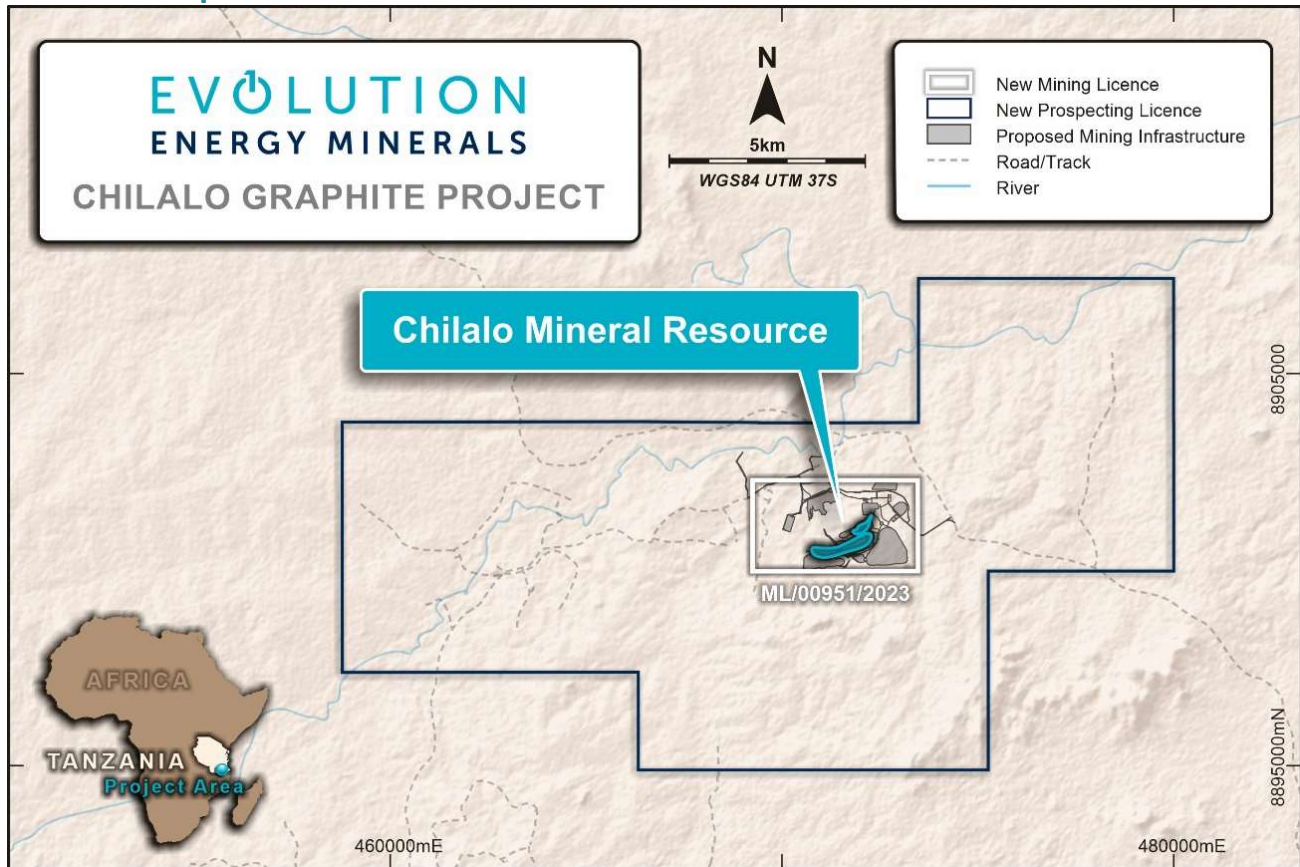 EVOLUTION
ENERGY MINERALS
CHILALO GRAPHITE PROJECT
N
5km
WGS84 UTM 37S
New Mining Licence
New Prospecting Licence
Proposed Mining Infrastructure
Road/Track
River
Chilalo Mineral Resource
8905000
ML/00951/2023
AFRICA
TANZANIA
Project Area
8895000mN
460000mE
480000mE